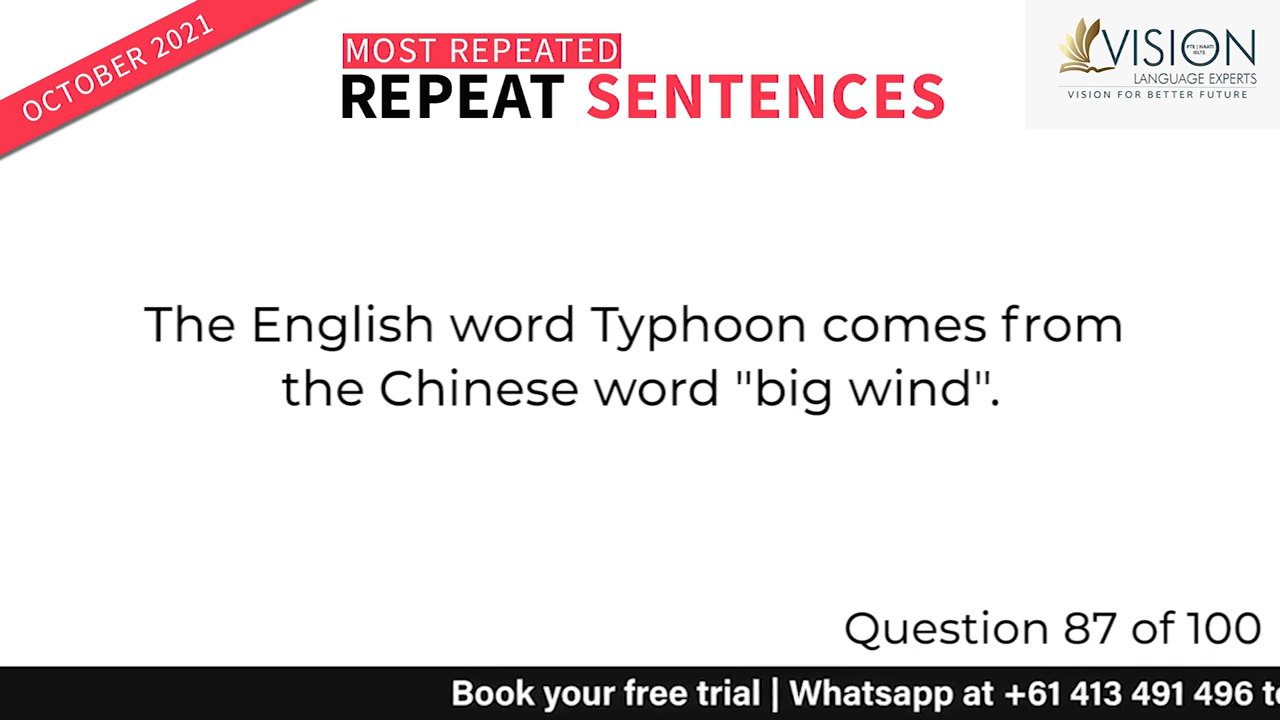 OCTOBER 2021
MOST REPEATED
REPEAT SENTENCES
VISION
PTE | NAATI
IELTS
LANGUAGE EXPERTS
VISION FOR BETTER FUTURE
The English word Typhoon comes from
the Chinese word "big wind".
Question 87 of 100
Book your free trial | Whatsapp at +61 413 491 496 to